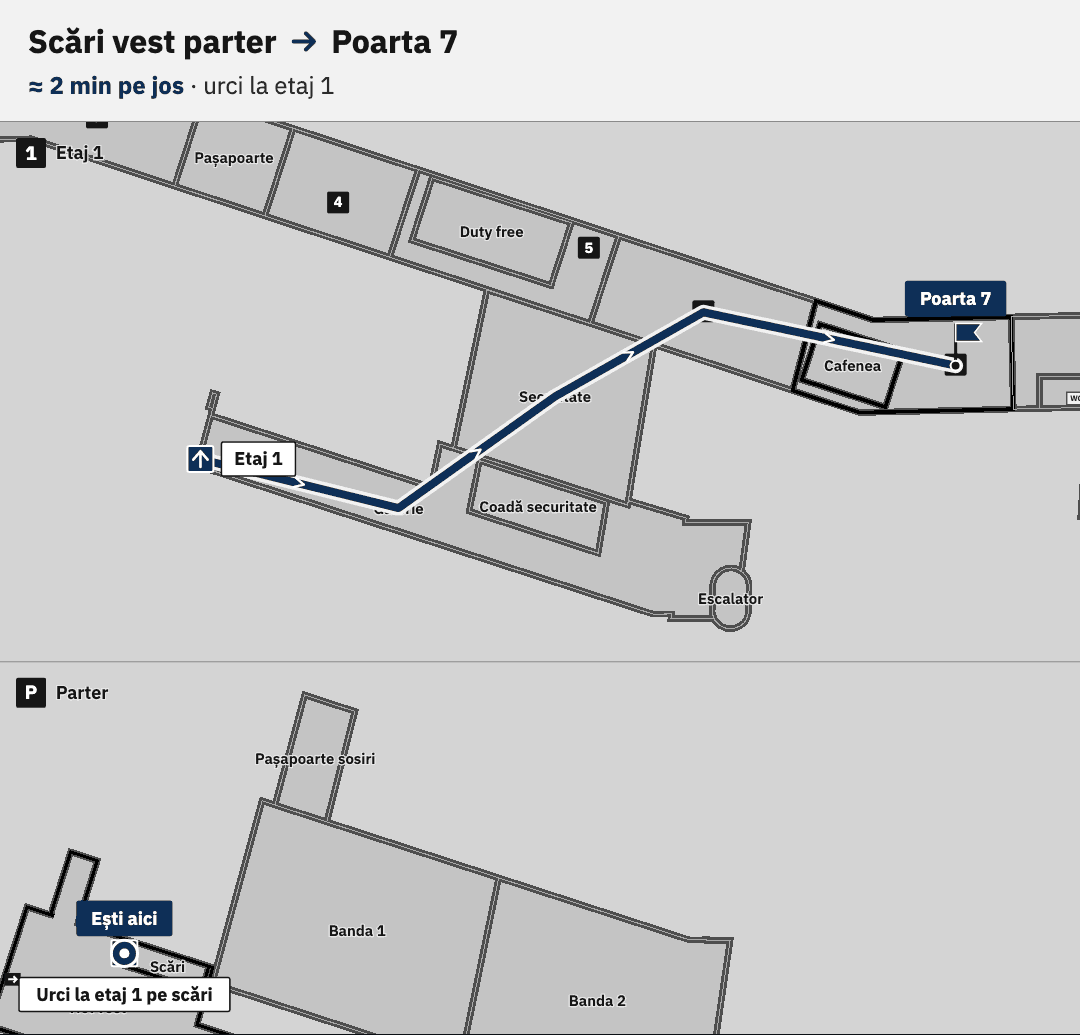 Scări vest parter → Poarta 7
≈ 2 min pe jos · urci la etaj 1
1 Etaj 1
Pașapoarte
4
Duty free
5
Poarta 7
Cafenea
Etaj 1
Coadă securitate
Escalator
P Parter
Pașapoarte sosiri
Ești aici
Banda 1
Scări
Urci la etaj 1 pe scări
Banda 2